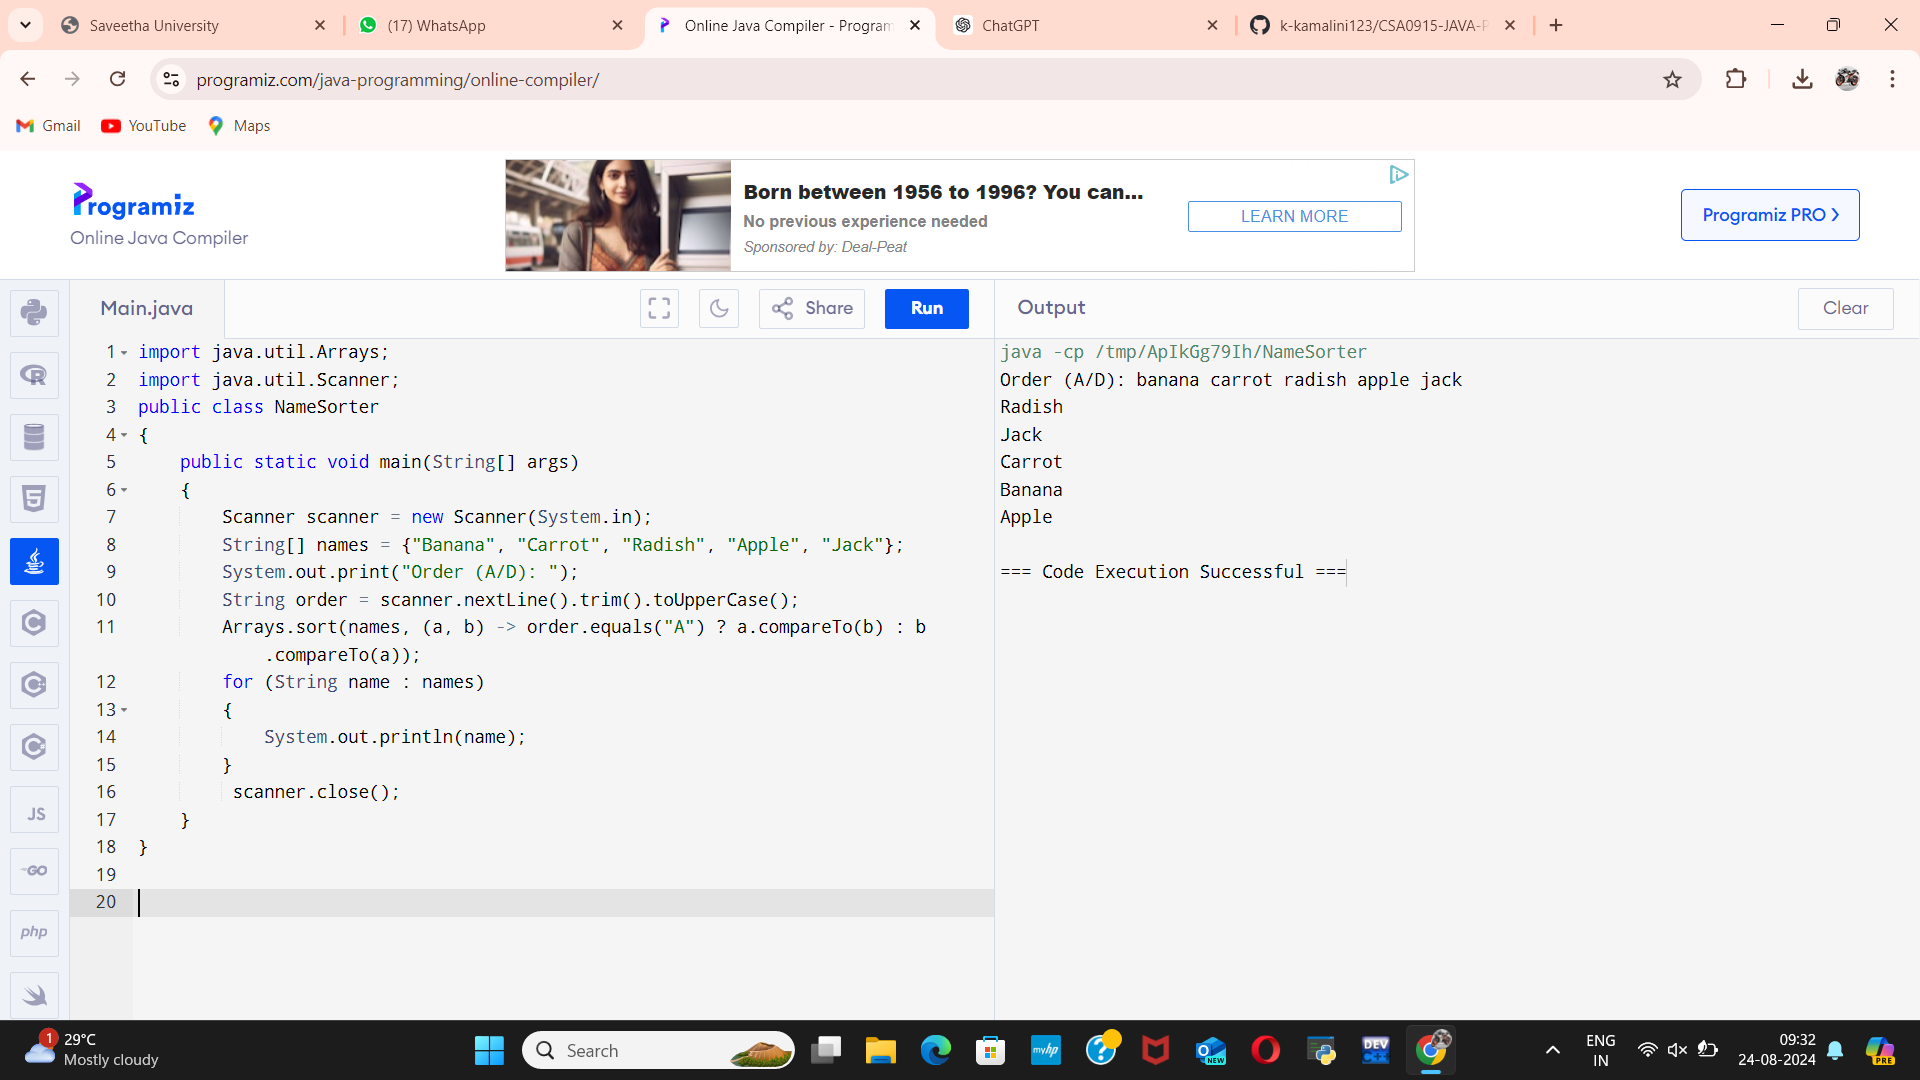 Saveetha University
(17) WhatsApp
Online Java Compiler - Program
ChatGPT
k-kamalini123/CSA0915-JAVA-P
programiz.com/java-programming/online-compiler/
Gmail
YouTube
Maps
Programiz
Online Java Compiler
Born between 1956 to 1996? You can...
No previous experience needed
Sponsored by: Deal-Peat
LEARN MORE
Programiz PRO
Main.java
Share
Run
Output
Clear
1 import java.util.Arrays;
2 import java.util.Scanner;
3 public class NameSorter
4 {
5 public static void main(String[] args)
6 {
7 Scanner scanner = new Scanner(System.in);
8 String[] names = {"Banana", "Carrot", "Radish", "Apple", "Jack"};
9 System.out.print("Order (A/D): ");
10 String order = scanner.nextLine().trim().toUpperCase();
11 Arrays.sort(names, (a, b) -> order.equals("A") ? a.compareTo(b) : b
.compareTo(a));
12 for (String name : names)
13 {
14 System.out.println(name);
15 }
16 scanner.close();
17 }
18 }
19
20
java -cp /tmp/ApIkGg79Ih/NameSorter
Order (A/D): banana carrot radish apple jack
Radish
Jack
Carrot
Banana
Apple
=== Code Execution Successful ===
R
5
C
C
C
JS
GO
php
1
29°C
Mostly cloudy
Search
myhp
NEW
DEV
C++
ENG
IN
09:32
24-08-2024
PRE